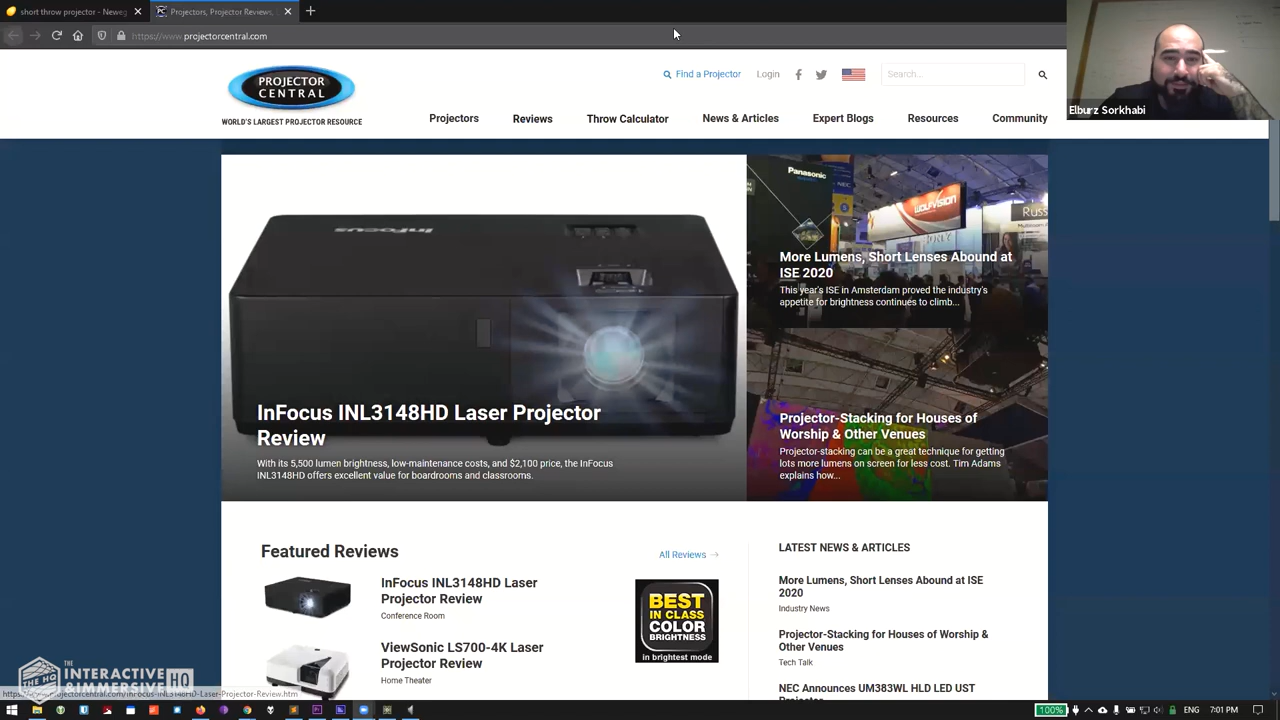 short throw projector - Neweg
Projectors, Projector Reviews,
https://www.projectorcentral.com
Elburz Sorkhabi
PROJECTOR
CENTRAL
WORLD'S LARGEST PROJECTOR RESOURCE
Find a Projector
Login
Search...
Projectors
Reviews
Throw Calculator
News & Articles
Expert Blogs
Resources
Community
InFocus
InFocus INL3148HD Laser Projector
Review
With its 5,500 lumen brightness, low-maintenance costs, and $2,100 price, the InFocus
INL3148HD offers excellent value for boardrooms and classrooms.
Panasonic
NEC
WOLFVISION
Russ
More Lumens, Short Lenses Abound at
ISE 2020
This year's ISE in Amsterdam proved the industry's
appetite for brightness continues to climb...
Projector-Stacking for Houses of
Worship & Other Venues
Projector-stacking can be a great technique for getting
lots more lumens on screen for less cost. Tim Adams
explains how...
Featured Reviews
All Reviews
InFocus INL3148HD Laser
Projector Review
Conference Room
ViewSonic LS700-4K Laser
Projector Review
Home Theater
BEST
IN CLASS
COLOR
BRIGHTNESS
in brightest mode
LATEST NEWS & ARTICLES
More Lumens, Short Lenses Abound at ISE
2020
Industry News
Projector-Stacking for Houses of Worship &
Other Venues
Tech Talk
NEC Announces UM383WL HLD LED UST
THE
INTERACTIVE
& IMMERSIVE HQ
THE HQ
100%
ENG
7:01 PM